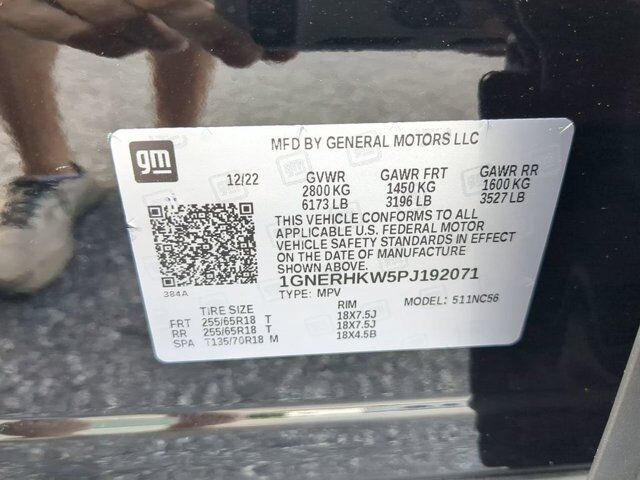 gm
MFD BY GENERAL MOTORS LLC
12/22 GVWR GAWR FRT GAWR RR
2800 KG 1450 KG 1600 KG
6173 LB 3196 LB 3527 LB
THIS VEHICLE CONFORMS TO ALL
APPLICABLE U.S. FEDERAL MOTOR
VEHICLE SAFETY STANDARDS IN EFFECT
ON THE DATE OF MANUFACTURE
SHOWN ABOVE.
1GNERHKW5PJ192071
384A TYPE: MPV MODEL: 511NC56
TIRE SIZE RIM
FRT 255/65R18 T 18X7.5J
RR 255/65R18 T 18X7.5J
SPA T135/70R18 M 18X4.5B